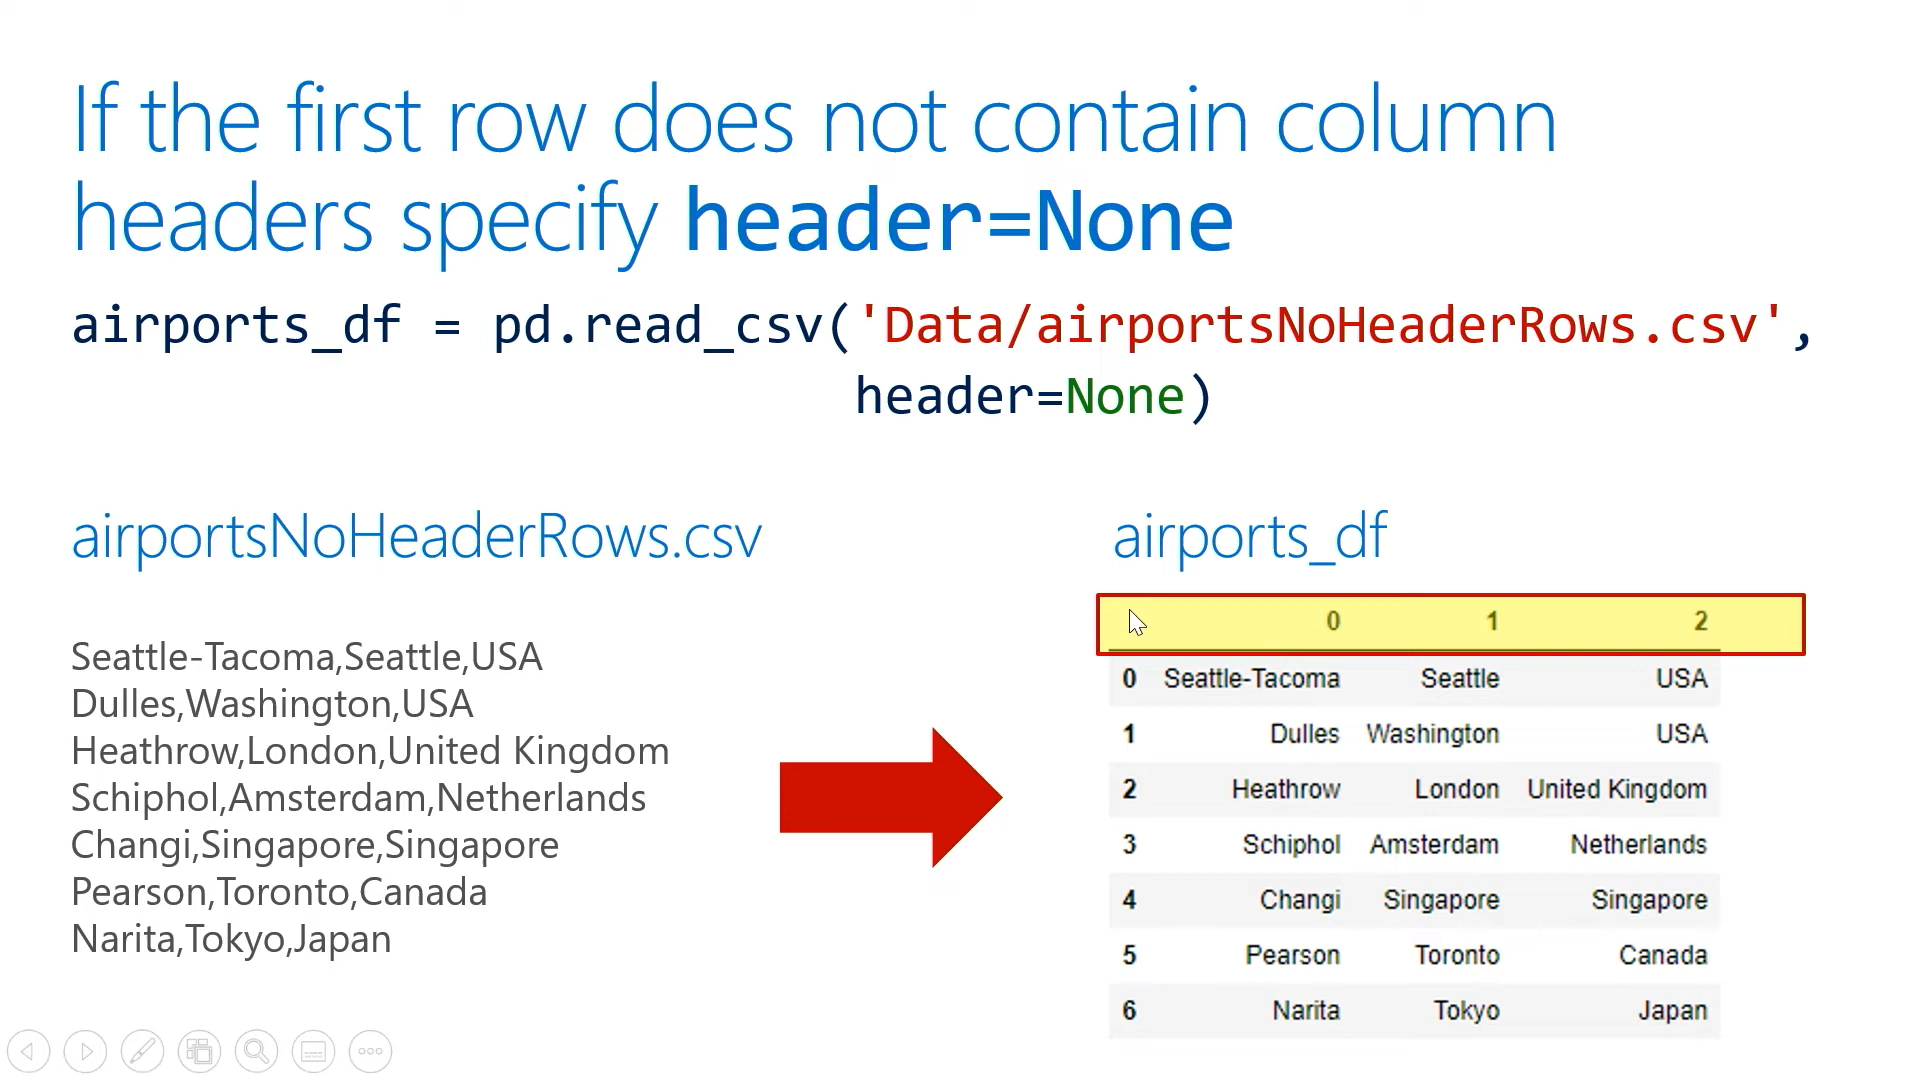 If the first row does not contain column
headers specify header=None
airports_df = pd.read_csv('Data/airportsNoHeaderRows.csv',
header=None)
airportsNoHeaderRows.csv
Seattle-Tacoma,Seattle,USA
Dulles,Washington,USA
Heathrow,London,United Kingdom
Schiphol,Amsterdam,Netherlands
Changi,Singapore,Singapore
Pearson,Toronto,Canada
Narita,Tokyo,Japan
airports_df
0 1 2
0 Seattle-Tacoma Seattle USA
1 Dulles Washington USA
2 Heathrow London United Kingdom
3 Schiphol Amsterdam Netherlands
4 Changi Singapore Singapore
5 Pearson Toronto Canada
6 Narita Tokyo Japan